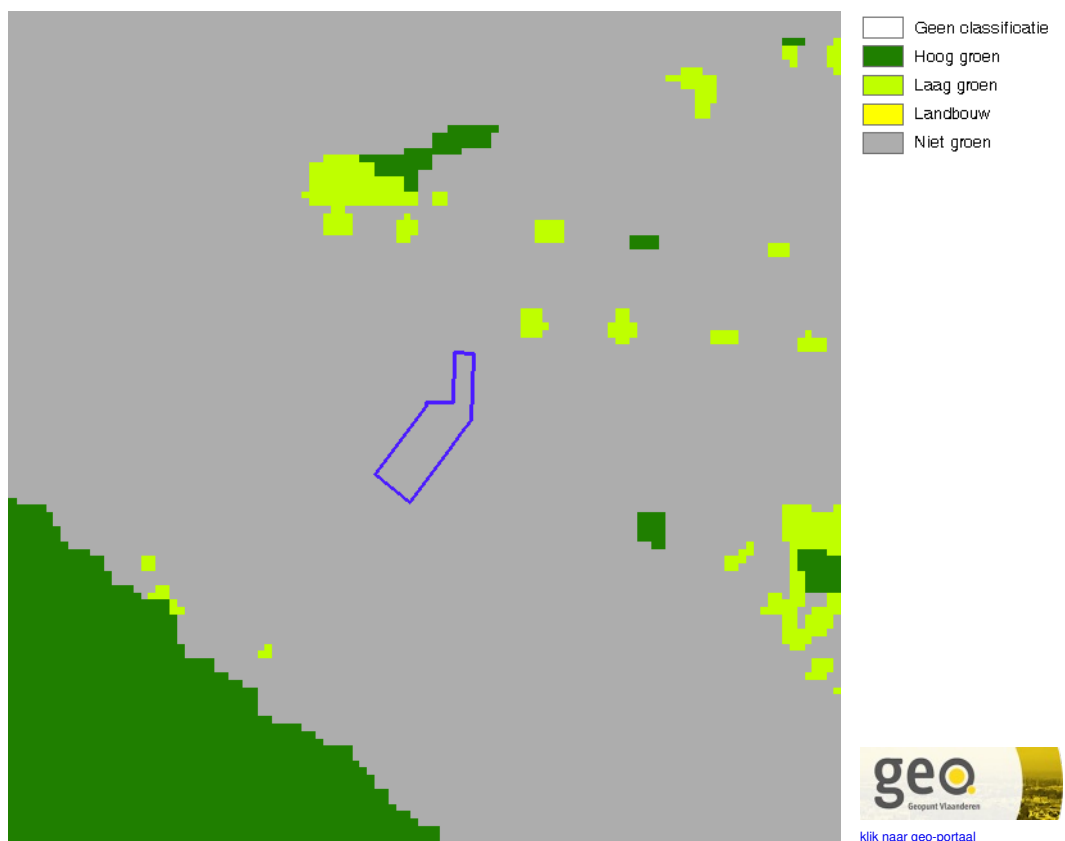 Geen classificatie
Hoog groen
Laag groen
Landbouw
Niet groen
geo
Geopunt Vlaanderen
klik naar geo-portaal